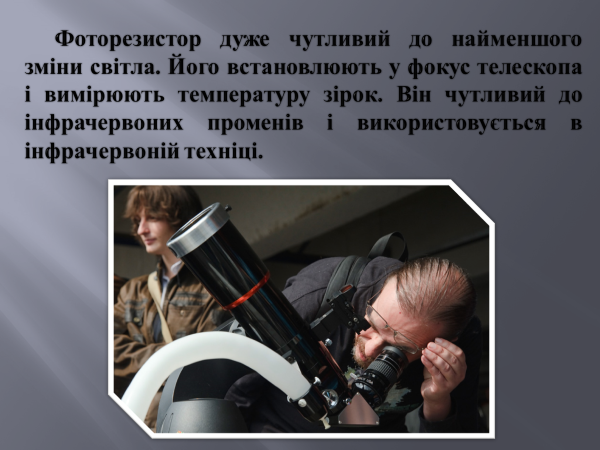 Фоторезистор дуже чутливий до найменшого
зміни світла. Його встановлюють у фокус телескопа
і вимірюють температуру зірок. Він чутливий до
інфрачервоних променів і використовується в
інфрачервоній техніці.